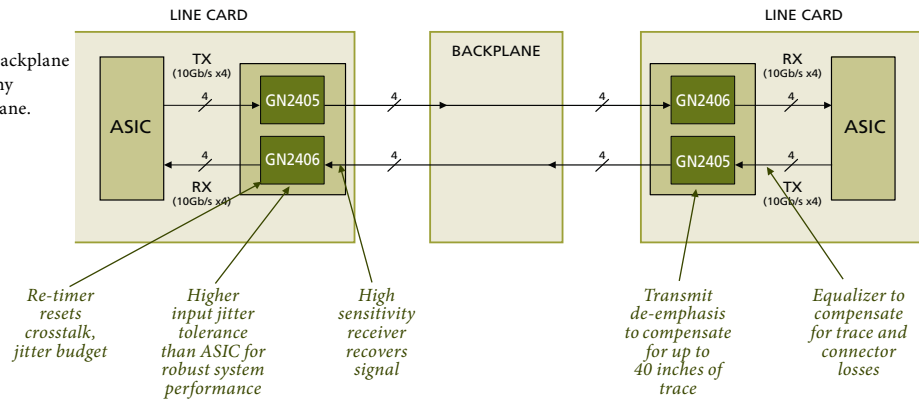 LINE CARD
LINE CARD
ackplane
ny
ane.
TX
(10Gb/s x4)
BACKPLANE
RX
(10Gb/s x4)
4
GN2405
4
4
GN2406
4
ASIC
ASIC
4
GN2406
4
4
GN2405
4
RX
(10Gb/s x4)
TX
(10Gb/s x4)
Re-timer
resets
crosstalk,
jitter budget
Higher
input jitter
tolerance
than ASIC for
robust system
performance
High
sensitivity
receiver
recovers
signal
Transmit
de-emphasis
to compensate
for up to
40 inches of
trace
Equalizer to
compensate
for trace and
connector
losses